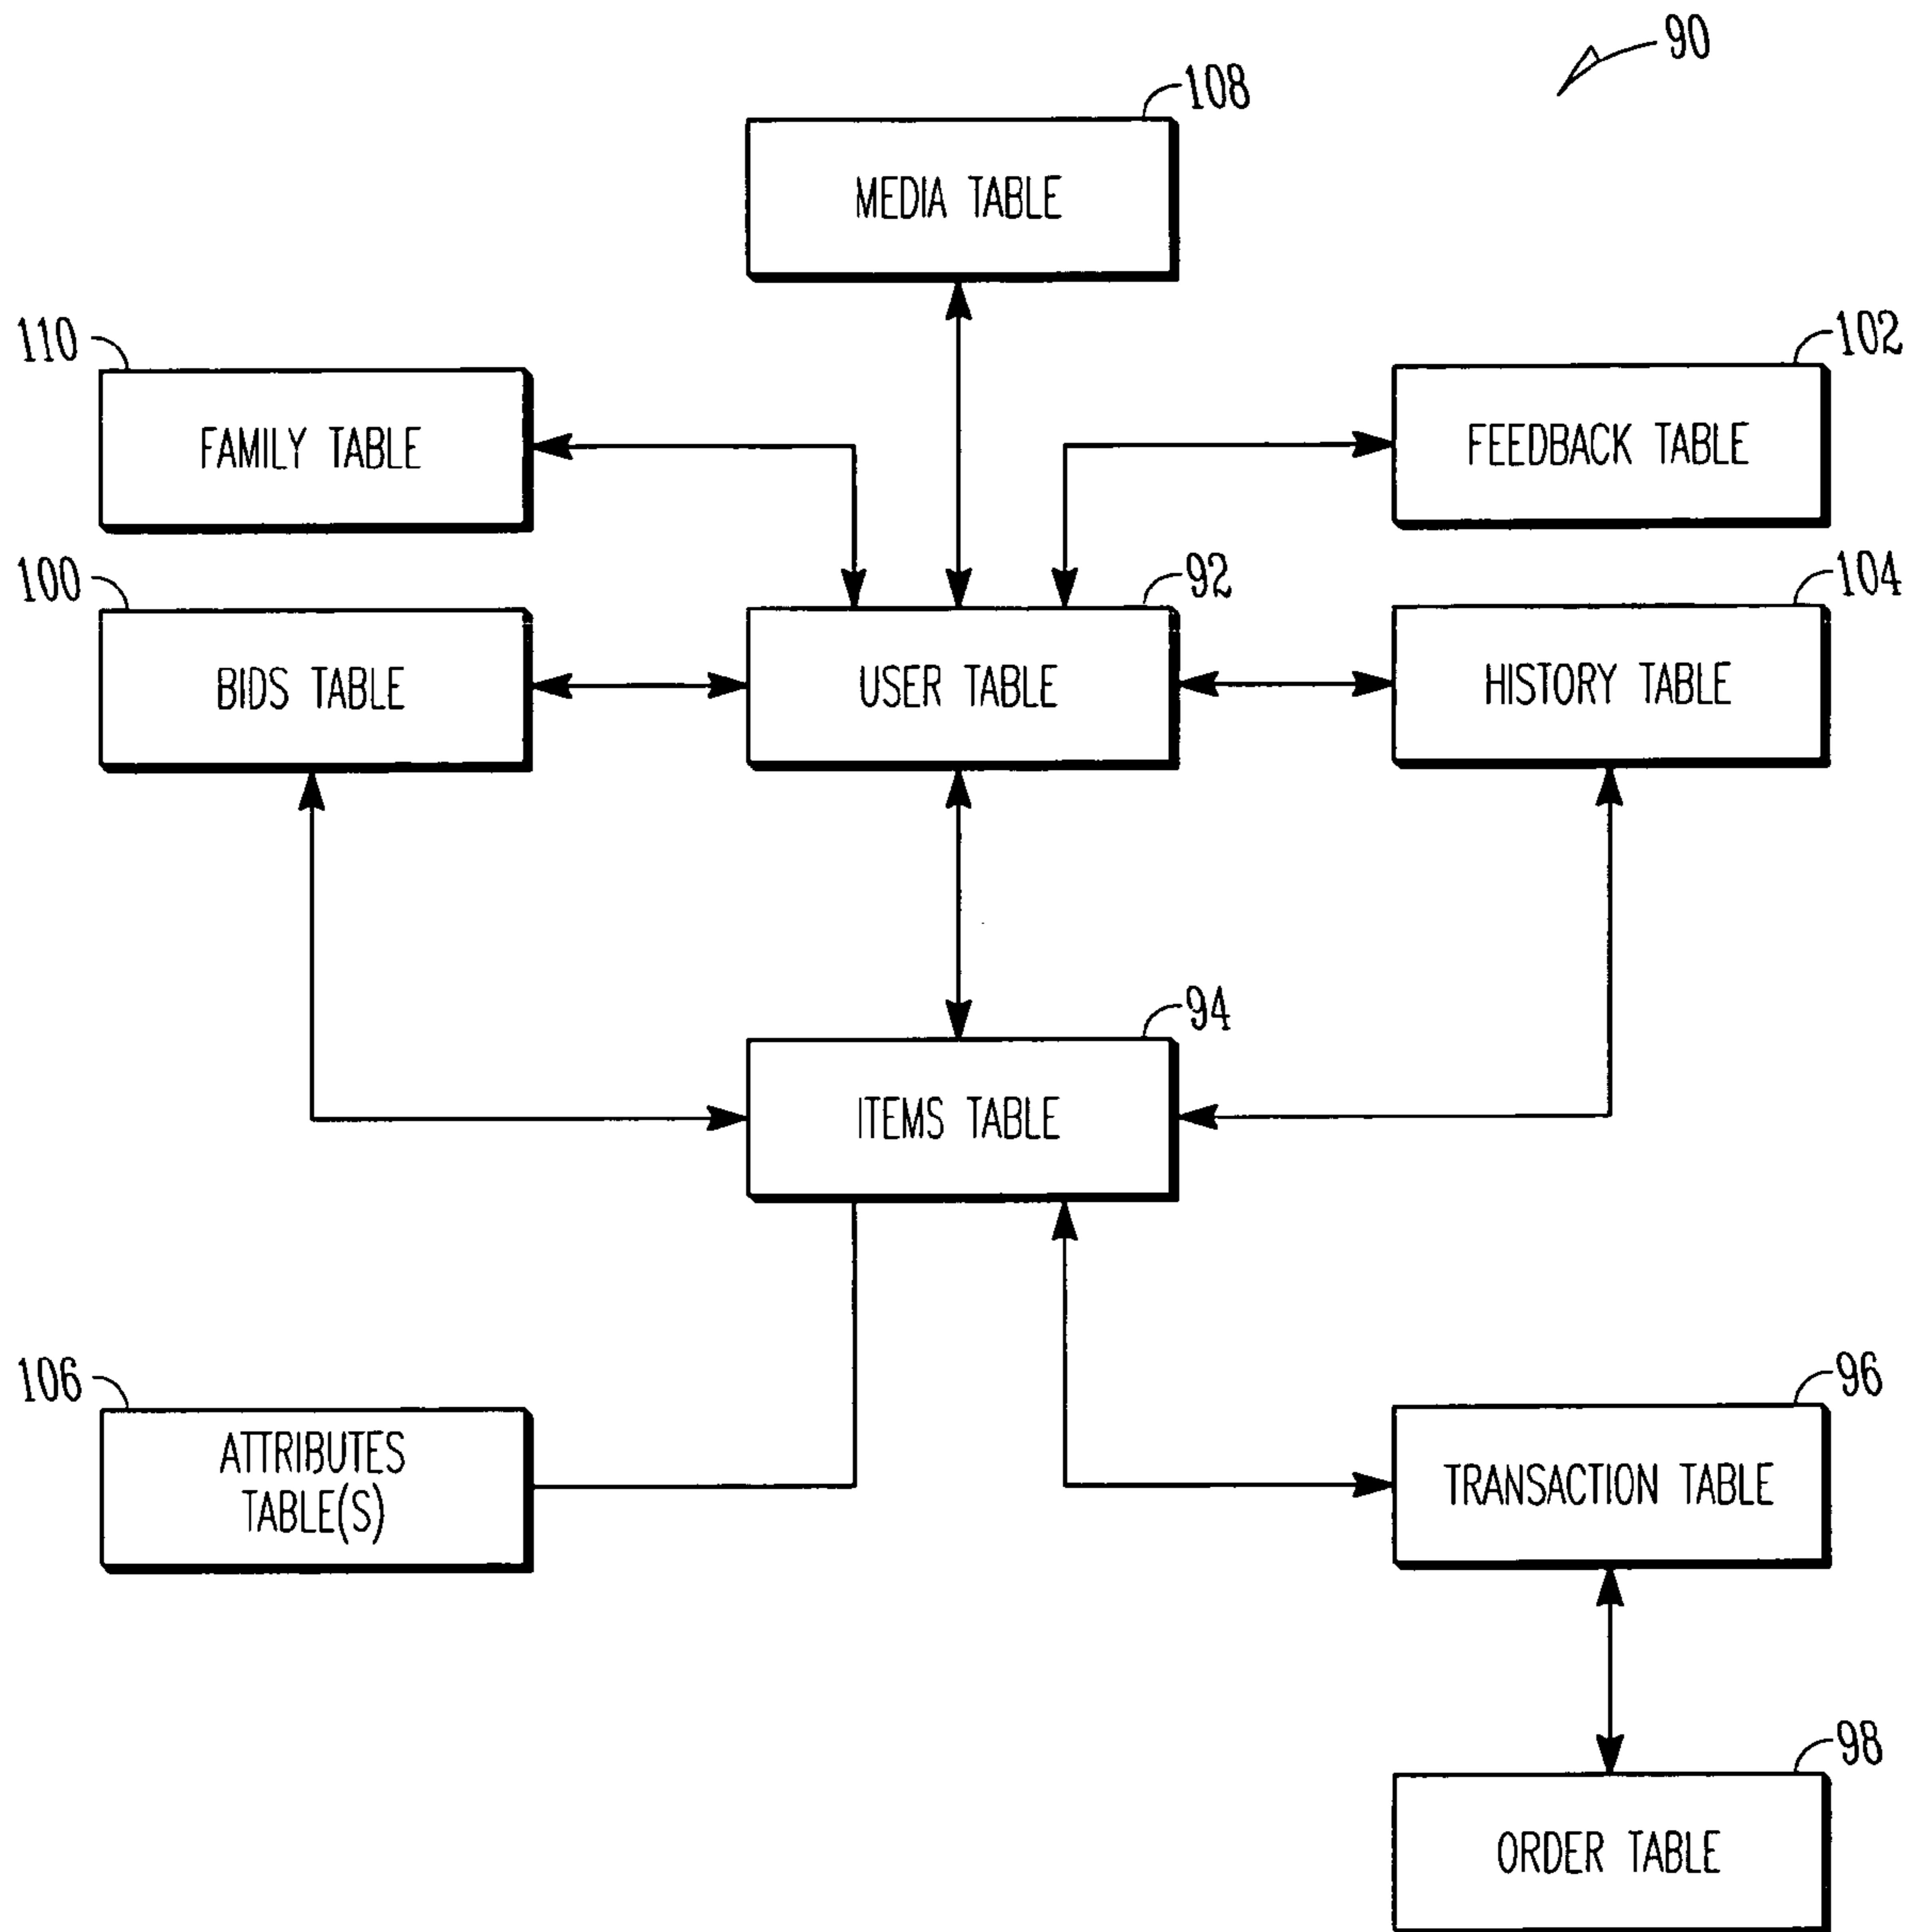 90
108
MEDIA TABLE
110
FAMILY TABLE
102
FEEDBACK TABLE
100
BIDS TABLE
92
USER TABLE
104
HISTORY TABLE
94
ITEMS TABLE
106
ATTRIBUTES
TABLE(S)
96
TRANSACTION TABLE
98
ORDER TABLE